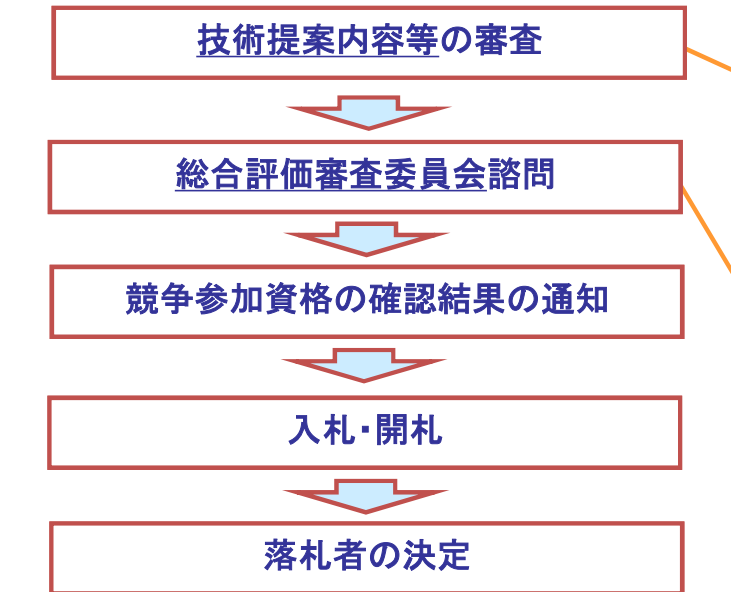 技術提案内容等の審査
総合評価審査委員会諮問
競争参加資格の確認結果の通知
入札・開札
落札者の決定